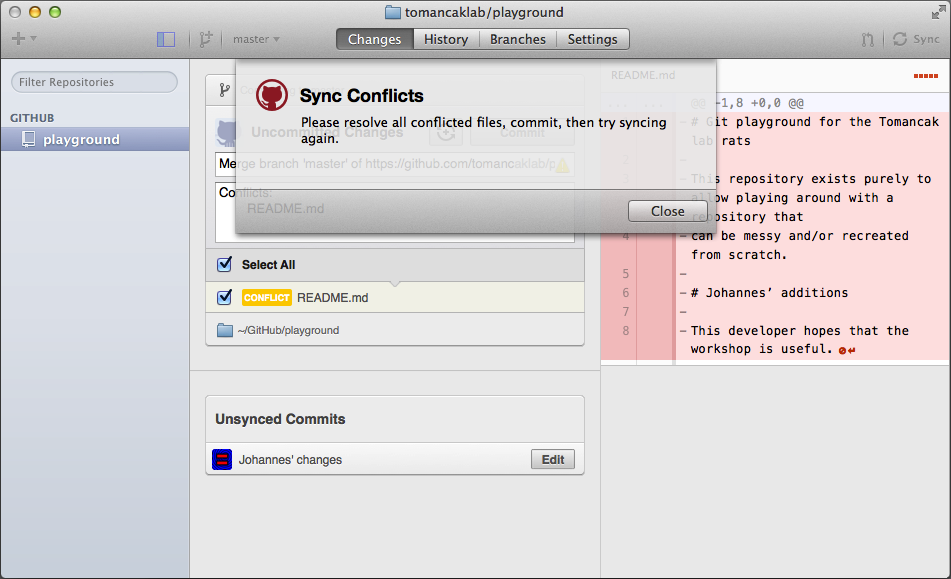 tomancaklab/playground
master
Changes
History
Branches
Settings
Sync
Filter Repositories
GITHUB
playground
Sync Conflicts
Please resolve all conflicted files, commit, then try syncing
again.
Close
Uncommitted Changes
Commit
Merge branch 'master' of https://github.com/tomancaklab/p
Conflicts:
README.md
Select All
CONFLICT README.md
~/GitHub/playground
Unsynced Commits
Johannes' changes
Edit
README.md
@@ -1,8 +0,0 @@
- # Git playground for the Tomancak
lab rats
-
- This repository exists purely to
allow playing around with a
repository that
4 - can be messy and/or recreated
from scratch.
5 -
6 - # Johannes’ additions
7 -
8 - This developer hopes that the
workshop is useful.